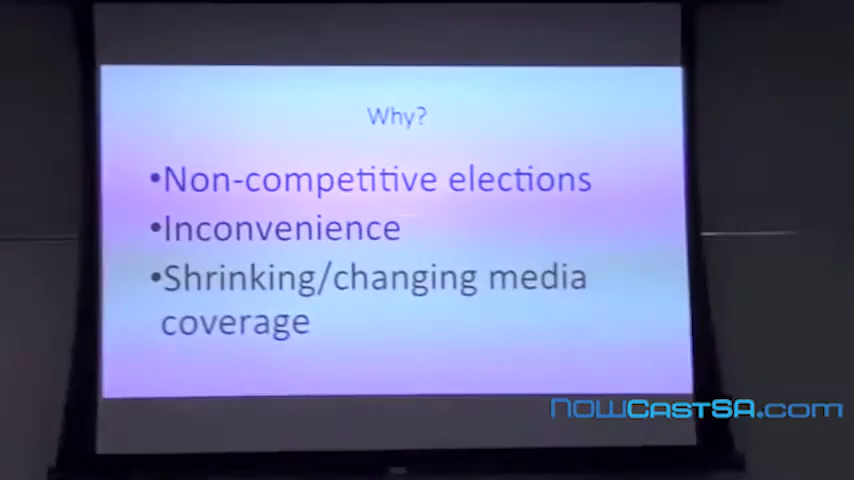 Why?
•Non-competitive elections
•Inconvenience
•Shrinking/changing media
coverage
NOWCastSA.com